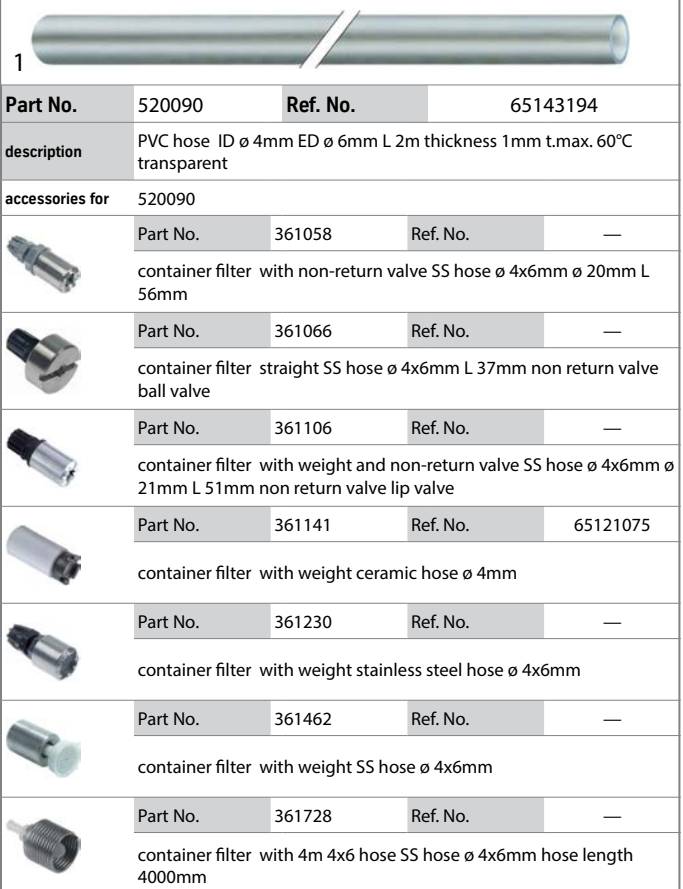 1
Part No. 520090 Ref. No. 65143194
description PVC hose ID ø 4mm ED ø 6mm L 2m thickness 1mm t.max. 60°C
transparent
accessories for 520090
Part No. 361058 Ref. No. —
container filter with non-return valve SS hose ø 4x6mm ø 20mm L
56mm
Part No. 361066 Ref. No. —
container filter straight SS hose ø 4x6mm L 37mm non return valve
ball valve
Part No. 361106 Ref. No. —
container filter with weight and non-return valve SS hose ø 4x6mm ø
21mm L 51mm non return valve lip valve
Part No. 361141 Ref. No. 65121075
container filter with weight ceramic hose ø 4mm
Part No. 361230 Ref. No. —
container filter with weight stainless steel hose ø 4x6mm
Part No. 361462 Ref. No. —
container filter with weight SS hose ø 4x6mm
Part No. 361728 Ref. No. —
container filter with 4m 4x6 hose SS hose ø 4x6mm hose length
4000mm